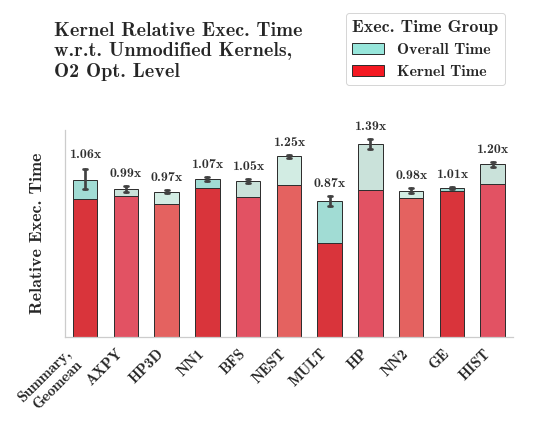 Kernel Relative Exec. Time
w.r.t. Unmodified Kernels,
O2 Opt. Level
Exec. Time Group
Overall Time
Kernel Time
Relative Exec. Time
1.06x
0.99x
0.97x
1.07x
1.05x
1.25x
0.87x
1.39x
0.98x
1.01x
1.20x
Summary,
Geomean
AXPY
HP3D
NN1
BFS
NEST
MULT
HP
NN2
GE
HIST